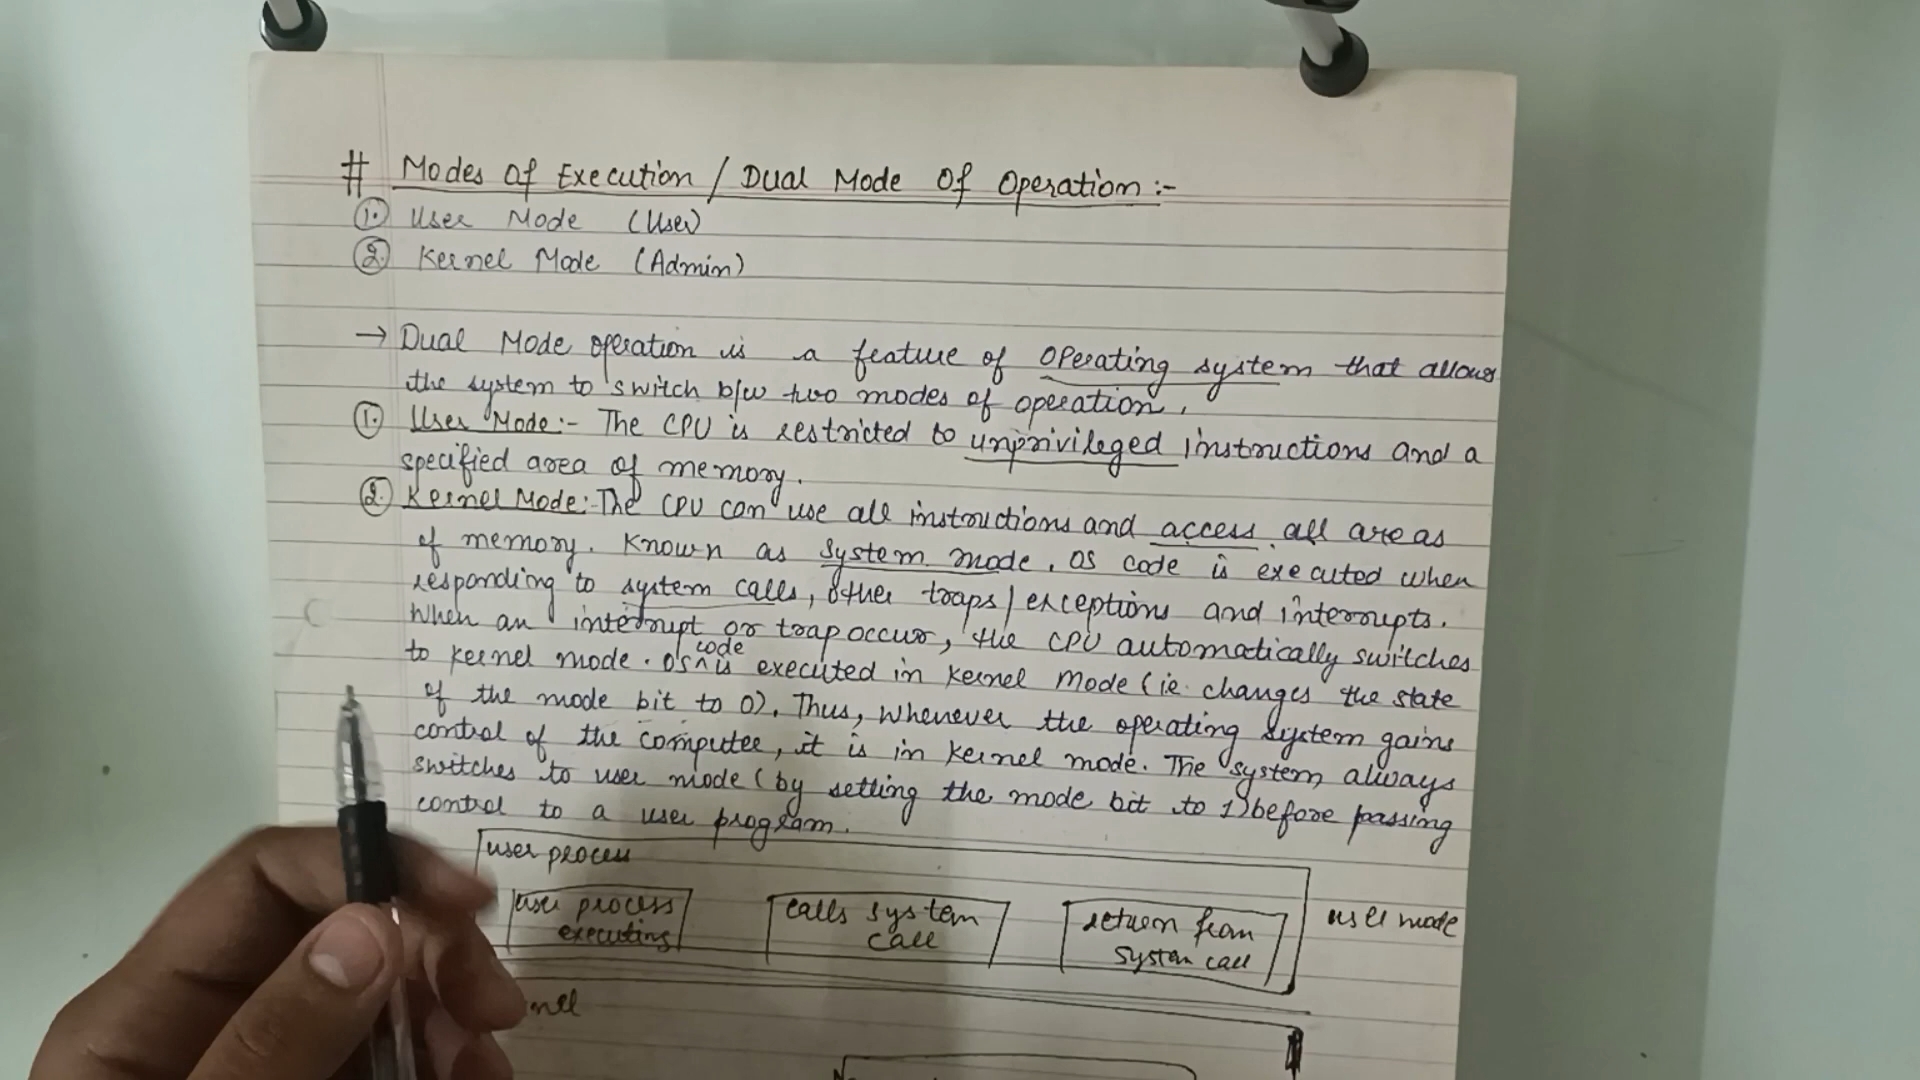 # Modes of Execution / Dual Mode Of Operation :-
① User Mode (User)
② Kernel Mode (Admin)
→ Dual Mode operation is a feature of Operating system that allows
the system to switch b/w two modes of operation.
① User Mode :- The CPU is restricted to unprivileged instructions and a
specified area of memory.
② Kernel Mode :- The CPU can use all instructions and access all areas
of memory. Known as system mode. OS code is executed when
responding to system calls, other traps/exceptions and interrupts.
When an interrupt or trap occur, the CPU automatically switches
to kernel mode. OS ^code is executed in kernel mode (ie. changes the state
of the mode bit to 0). Thus, whenever the operating system gains
control of the computer, it is in kernel mode. The system always
switches to user mode (by setting the mode bit to 1) before passing
control to a user program.
user process
user process executing
calls system call
return from system call
user mode